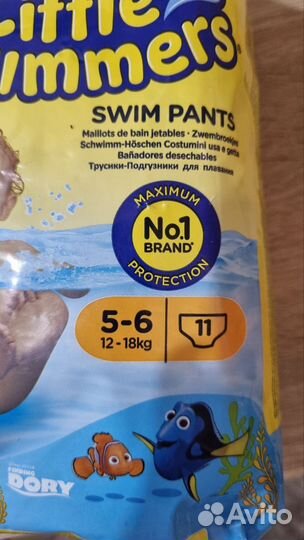 Little
SWIM PANTS
Maillots de bain jetables · Zwembroekjes
Schwimm-Höschen Costumini usa e getta
Bañadores desechables
Трусики-Подгузники для плавания
MAXIMUM
No.1
BRAND*
PROTECTION
5-6
12-18kg
11
FINDING
DORY
Avito